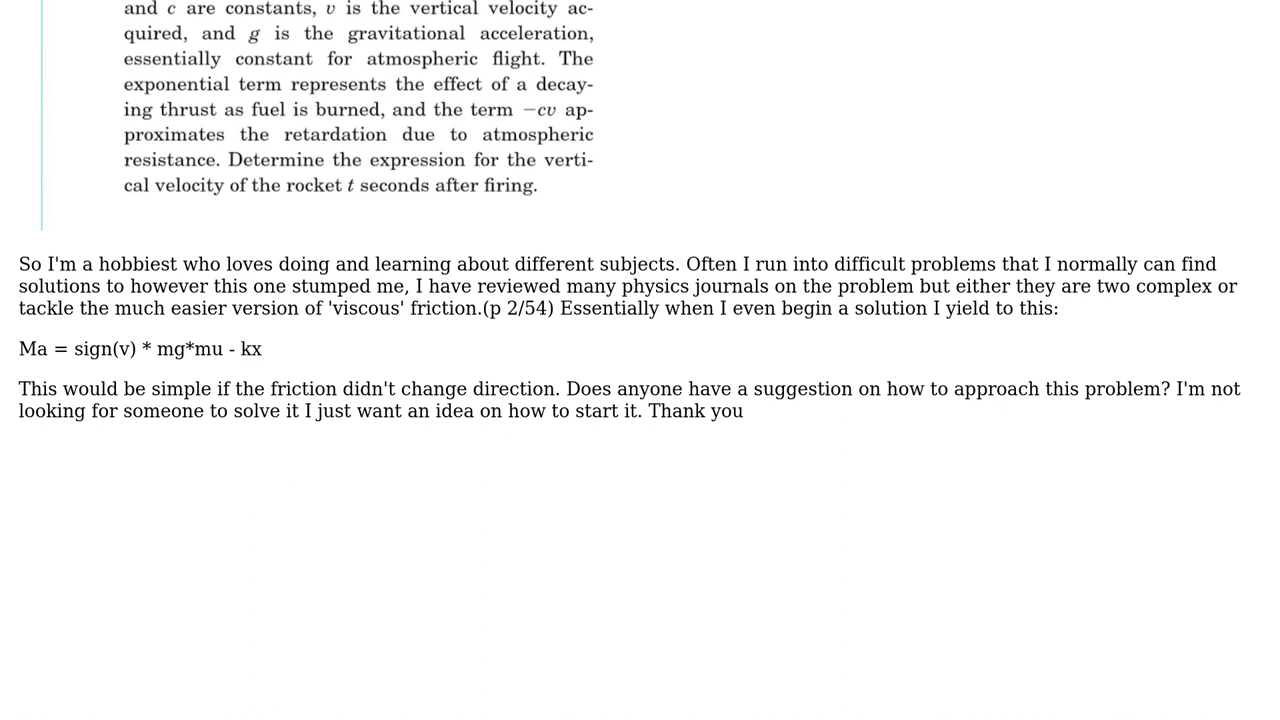 and c are constants, v is the vertical velocity ac-
quired, and g is the gravitational acceleration,
essentially constant for atmospheric flight. The
exponential term represents the effect of a decay-
ing thrust as fuel is burned, and the term −cv ap-
proximates the retardation due to atmospheric
resistance. Determine the expression for the verti-
cal velocity of the rocket t seconds after firing.
So I'm a hobbiest who loves doing and learning about different subjects. Often I run into difficult problems that I normally can find
solutions to however this one stumped me, I have reviewed many physics journals on the problem but either they are two complex or
tackle the much easier version of 'viscous' friction.(p 2/54) Essentially when I even begin a solution I yield to this:
Ma = sign(v) * mg*mu - kx
This would be simple if the friction didn't change direction. Does anyone have a suggestion on how to approach this problem? I'm not
looking for someone to solve it I just want an idea on how to start it. Thank you